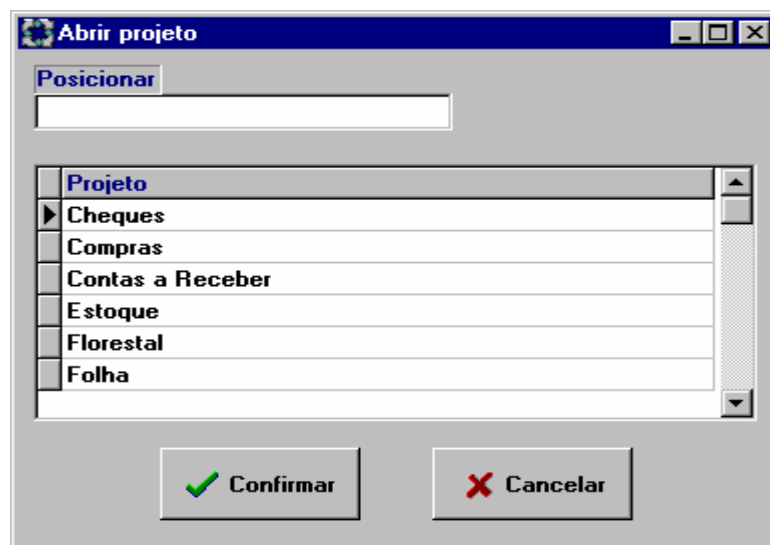 Abrir projeto
Posicionar
Projeto
Cheques
Compras
Contas a Receber
Estoque
Florestal
Folha
Confirmar Cancelar